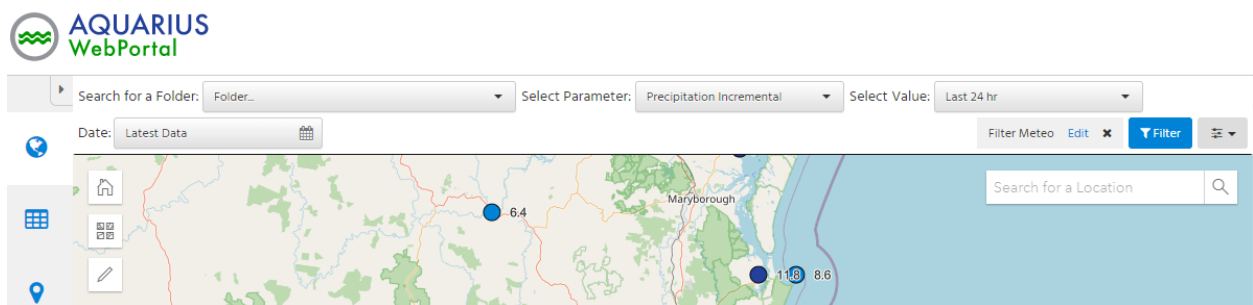 AQUARIUS
WebPortal
Search for a Folder: Folder... Select Parameter: Precipitation Incremental Select Value: Last 24 hr
Date: Latest Data Filter Meteo Edit Filter
Search for a Location
Maryborough
6.4
11.8 8.6